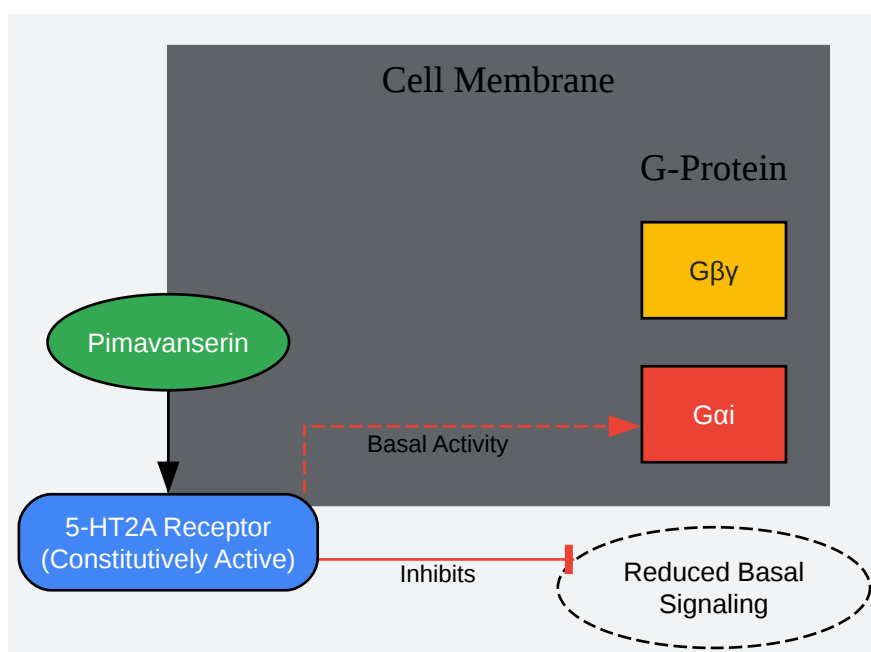 Cell Membrane
G-Protein
Gβγ
Pimavanserin
Gαi
Basal Activity
5-HT2A Receptor
(Constitutively Active)
Inhibits
Reduced Basal
Signaling